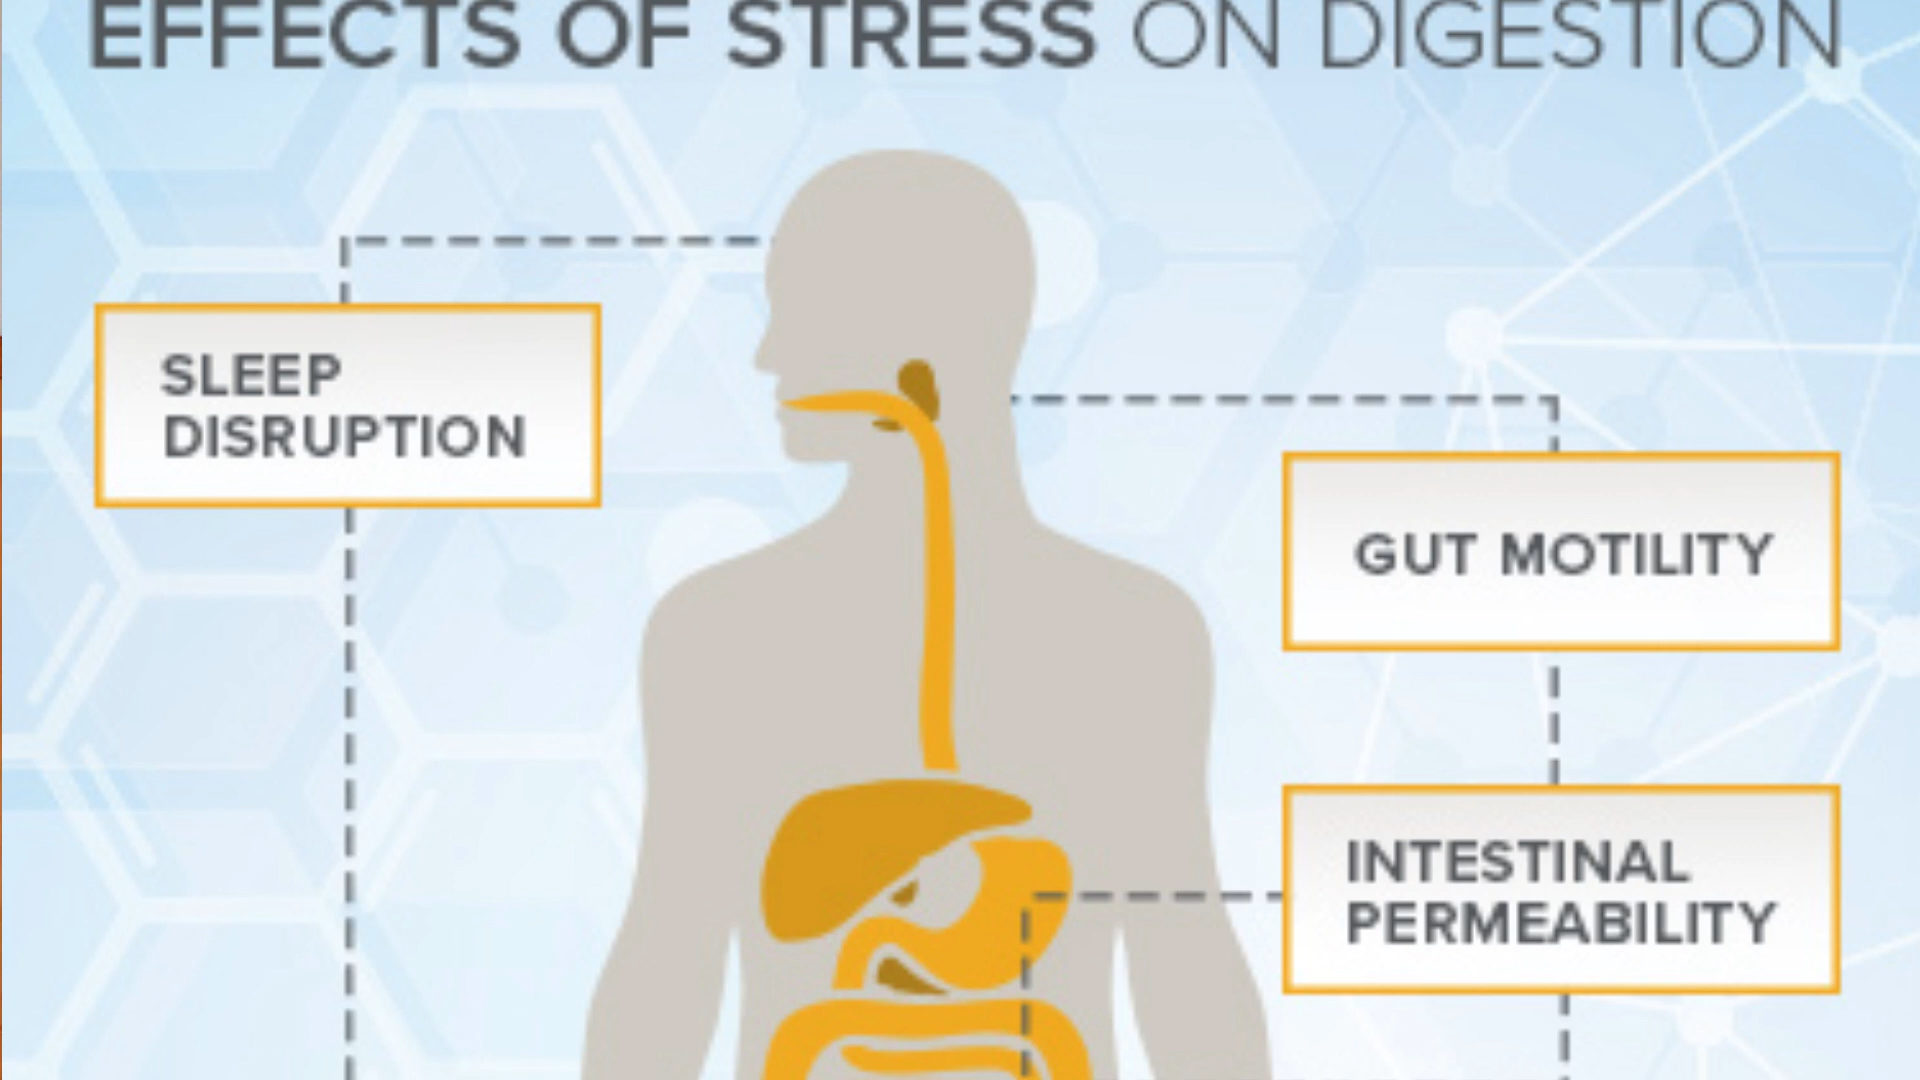 EFFECTS OF STRESS ON DIGESTION
SLEEP
DISRUPTION
GUT MOTILITY
INTESTINAL
PERMEABILITY